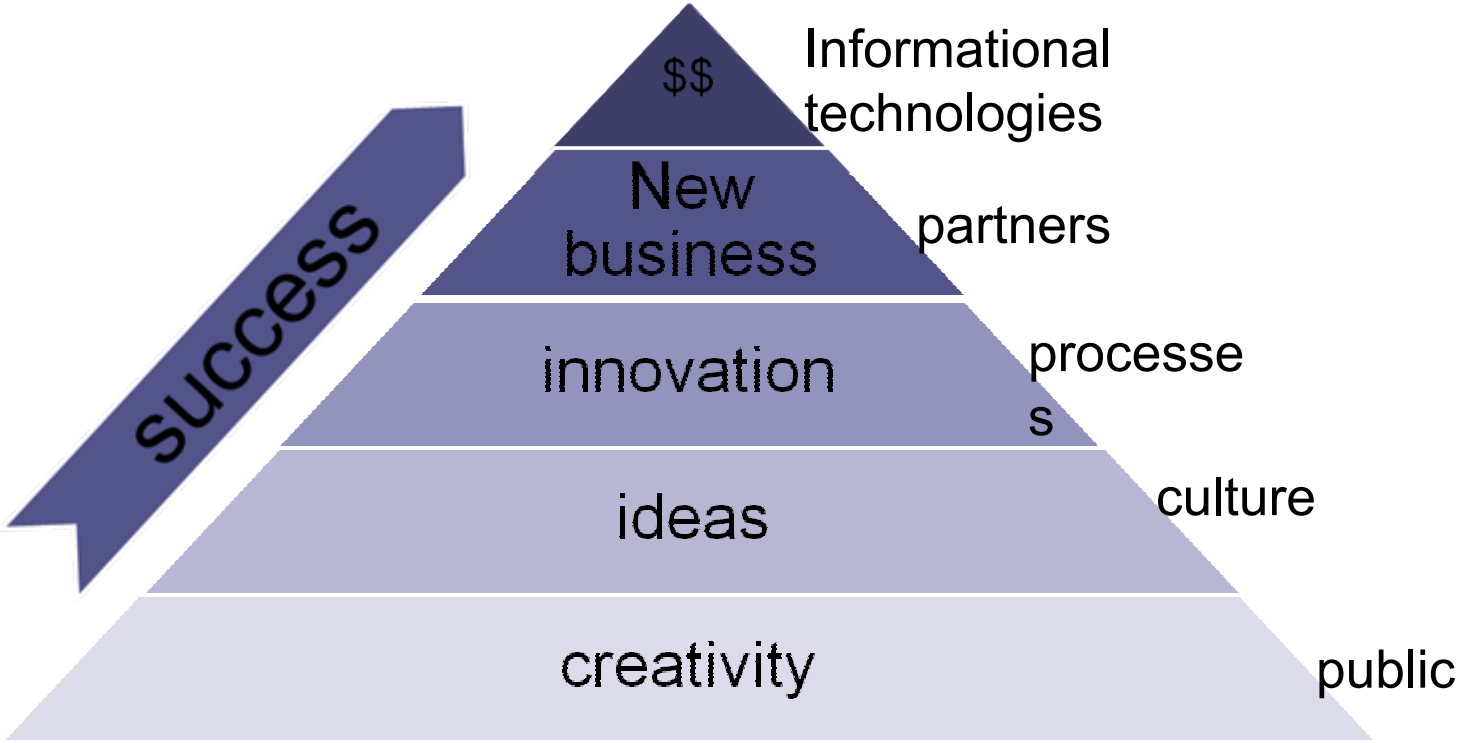 $$
Informational
technologies
New
business
partners
success
innovation
processe
s
ideas
culture
creativity
public